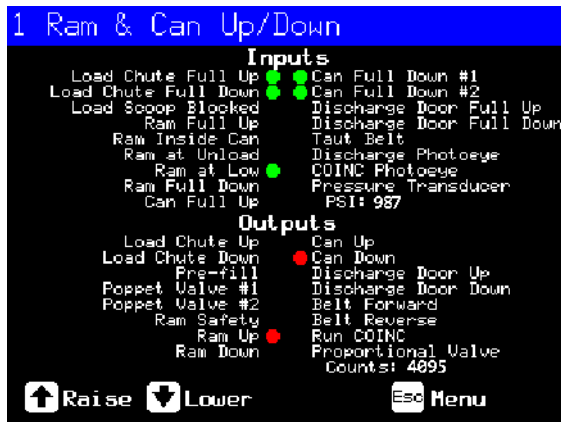 1 Ram & Can Up/Down
Inputs
Load Chute Full Up Can Full Down #1
Load Chute Full Down Can Full Down #2
Load Scoop Blocked Discharge Door Full Up
Ram Full Up Discharge Door Full Down
Ram Inside Can Taut Belt
Ram at Unload Discharge Photoeye
Ram at Low COINC Photoeye
Ram Full Down Pressure Transducer
Can Full Up PSI: 987
Outputs
Load Chute Up Can Up
Load Chute Down Can Down
Pre-fill Discharge Door Up
Poppet Valve #1 Discharge Door Down
Poppet Valve #2 Belt Forward
Ram Safety Belt Reverse
Ram Up Run COINC
Ram Down Proportional Valve
Counts: 4095
Raise Lower Esc Menu